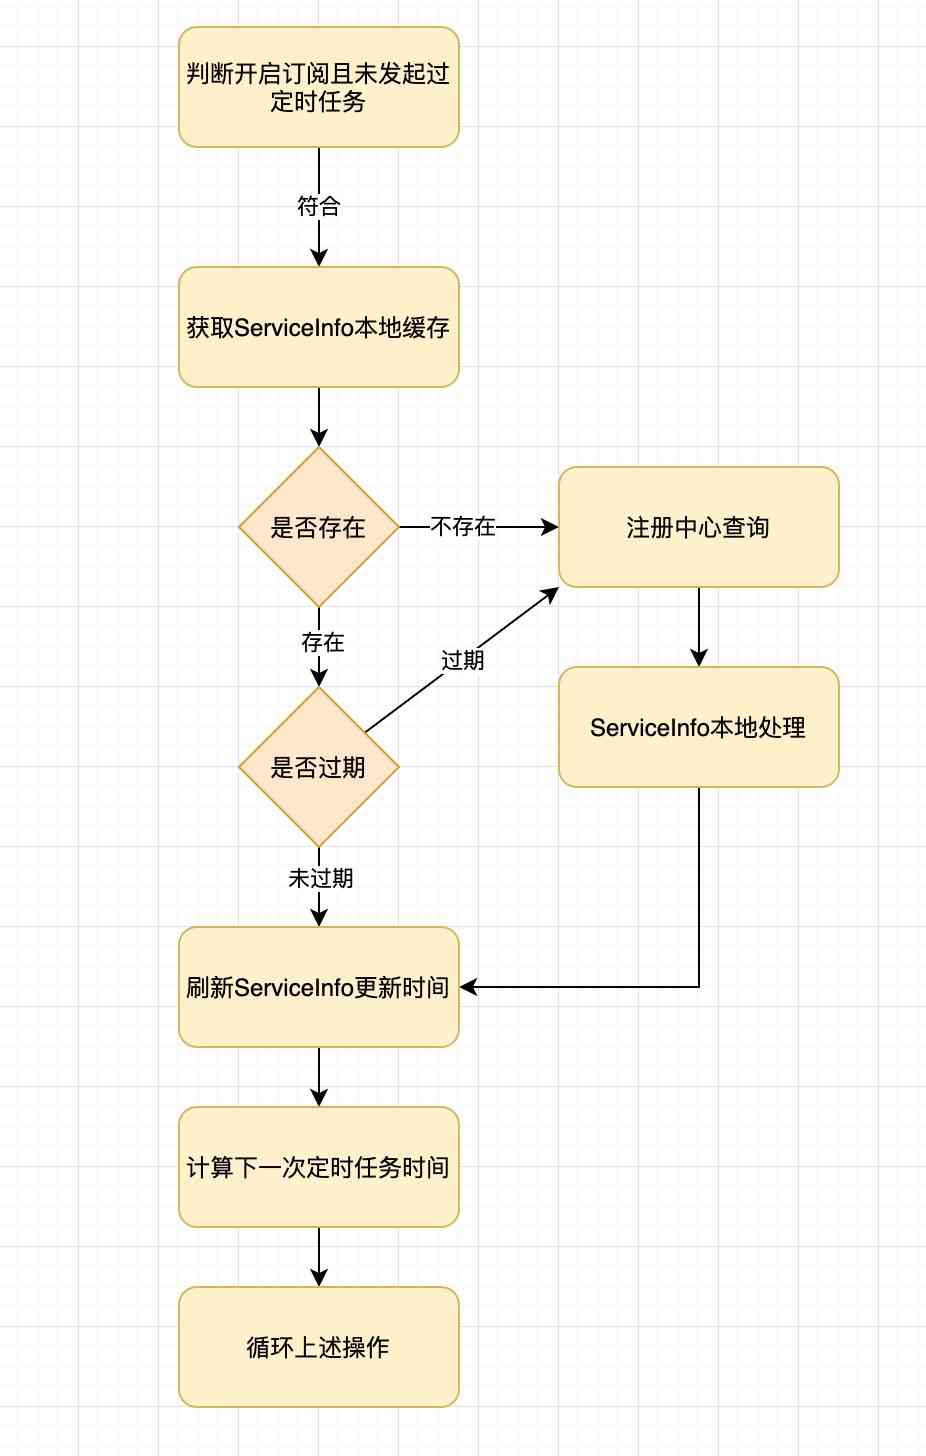 判断开启订阅且未发起过
定时任务
符合
获取ServiceInfo本地缓存
是否存在
不存在
注册中心查询
存在
过期
ServiceInfo本地处理
是否过期
未过期
刷新ServiceInfo更新时间
计算下一次定时任务时间
循环上述操作